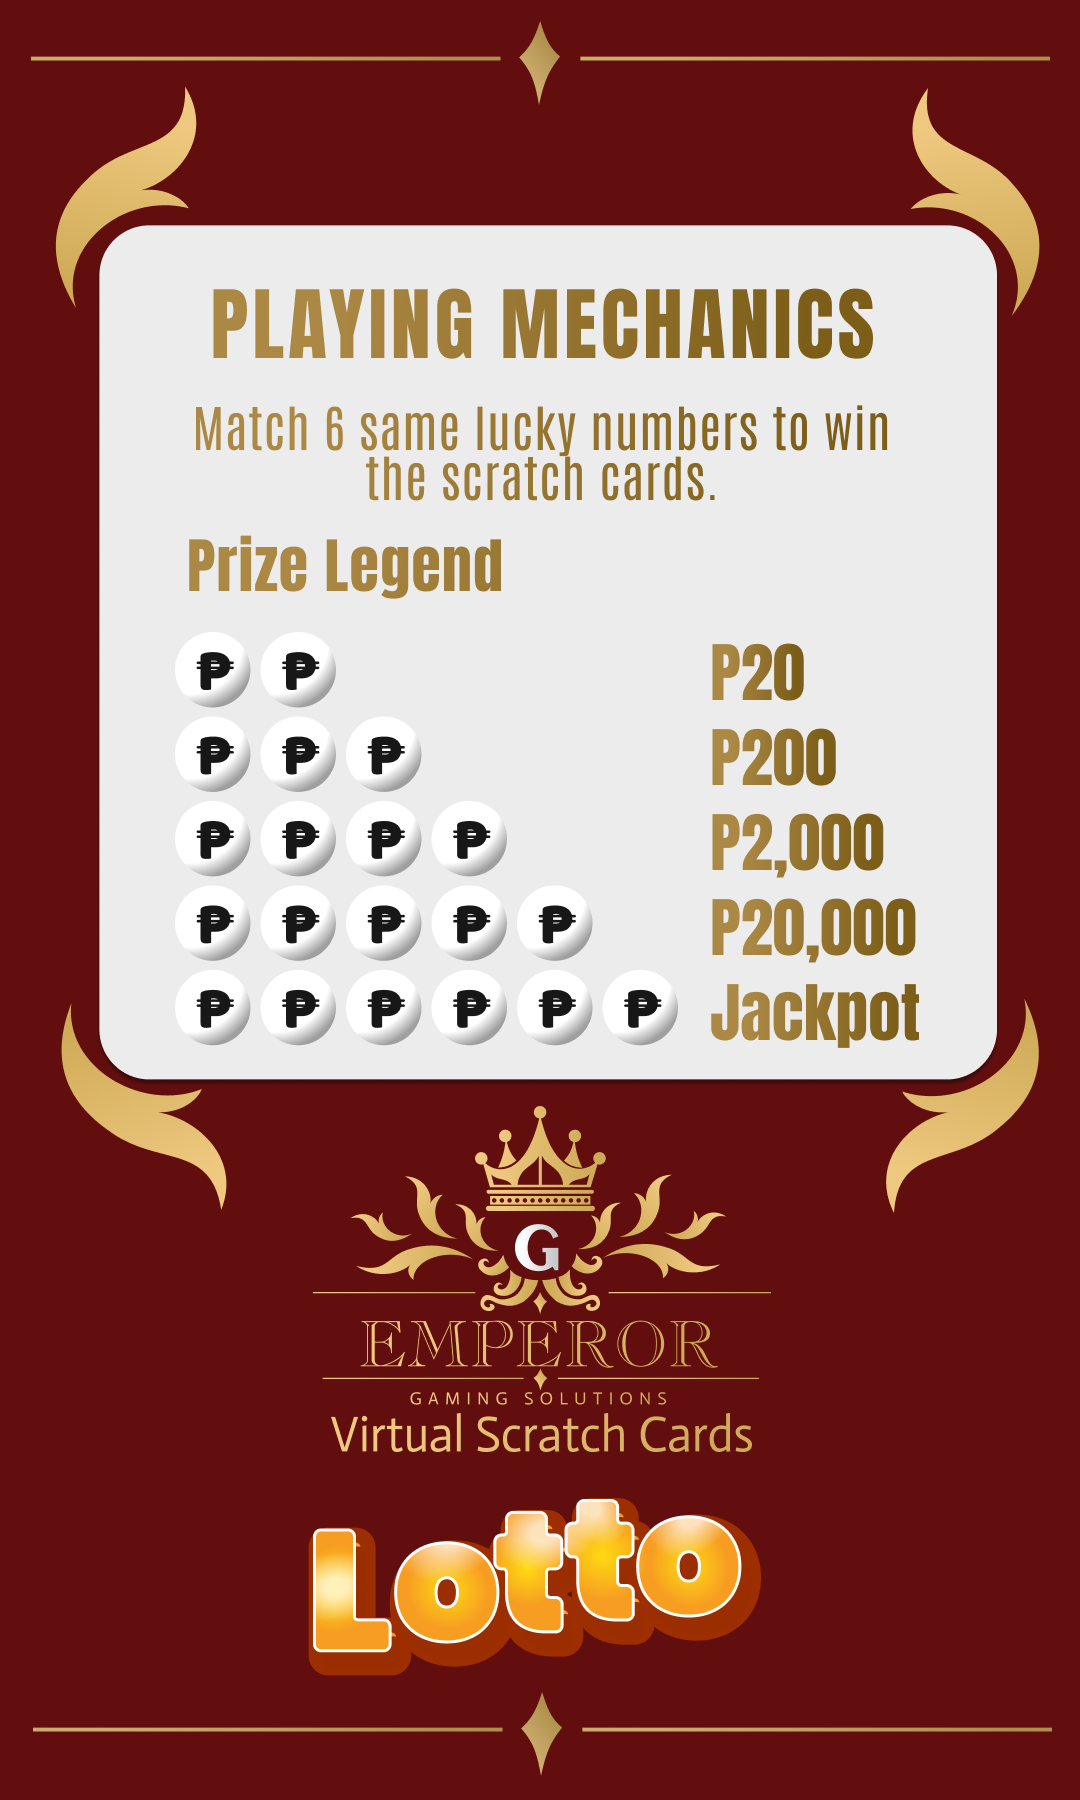 PLAYING MECHANICS
Match 6 same lucky numbers to win
the scratch cards.
Prize Legend
₱ ₱ P20
₱ ₱ ₱ P200
₱ ₱ ₱ ₱ P2,000
₱ ₱ ₱ ₱ ₱ P20,000
₱ ₱ ₱ ₱ ₱ ₱ Jackpot
G
EMPEROR
GAMING SOLUTIONS
Virtual Scratch Cards
Lotto